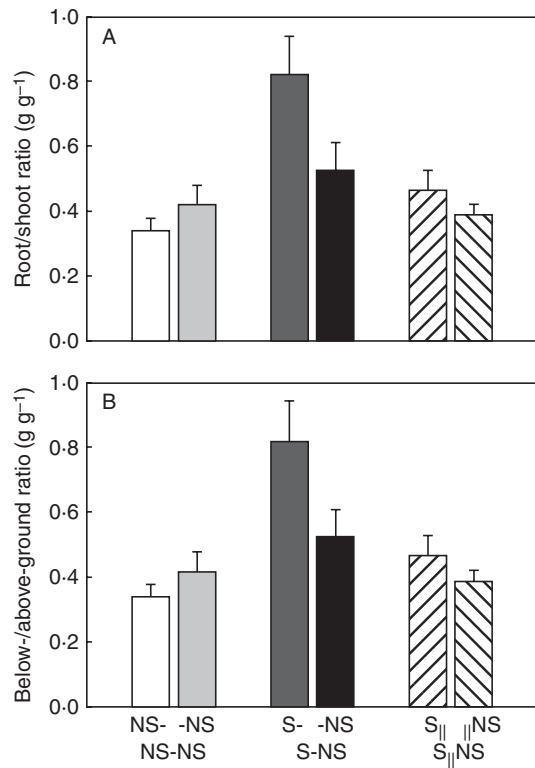 A
Root/shoot ratio (g g⁻¹)
1·0
0·8
0·6
0·4
0·2
0·0
B
Below-/above-ground ratio (g g⁻¹)
1·0
0·8
0·6
0·4
0·2
0·0
NS- -NS S- -NS S|| ||NS
NS-NS S-NS S||NS